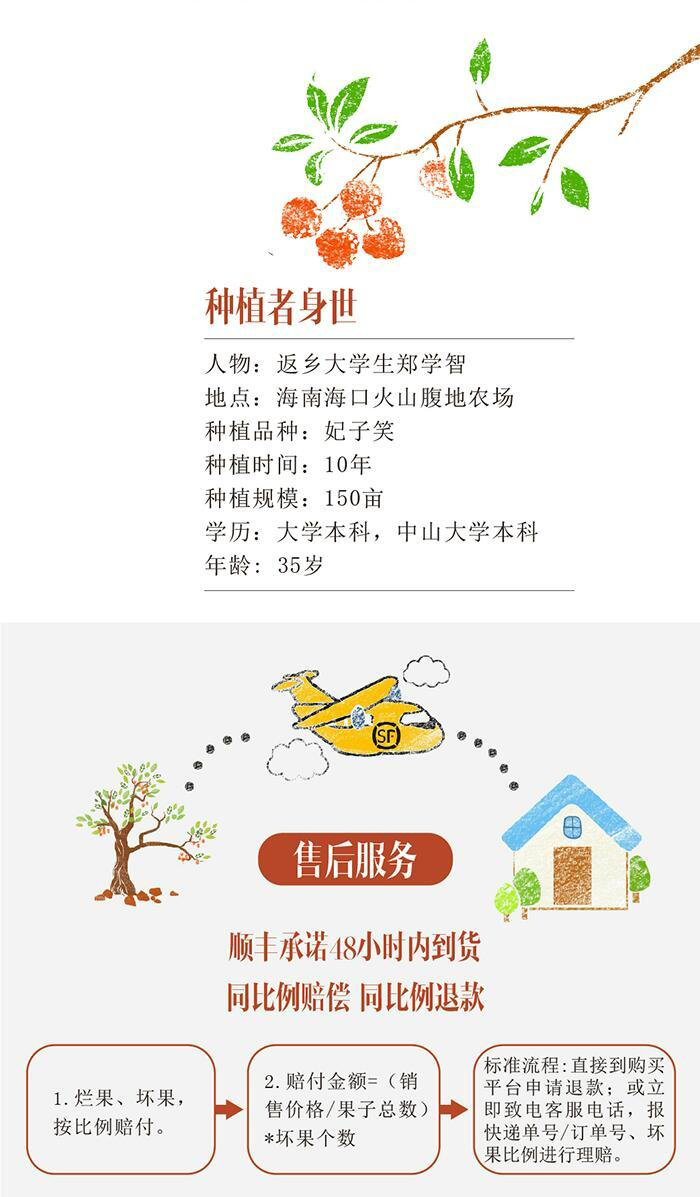 种植者身世
人物：返乡大学生郑学智
地点：海南海口火山腹地农场
种植品种：妃子笑
种植时间：10年
种植规模：150亩
学历：大学本科，中山大学本科
年龄：35岁
SF
售后服务
顺丰承诺48小时内到货
同比例赔偿 同比例退款
1.烂果、坏果，
按比例赔付。
2.赔付金额=（销
售价格/果子总数）
*坏果个数
标准流程:直接到购买
平台申请退款；或立
即致电客服电话，报
快递单号/订单号、坏
果比例进行理赔。